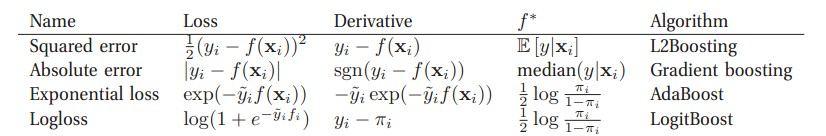 Name Loss Derivative f* Algorithm
Squared error ½(yᵢ − f(𝐱ᵢ))² yᵢ − f(𝐱ᵢ) 𝔼 [y|𝐱ᵢ] L2Boosting
Absolute error |yᵢ − f(𝐱ᵢ)| sgn(yᵢ − f(𝐱ᵢ)) median(y|𝐱ᵢ) Gradient boosting
Exponential loss exp(−ỹᵢf(𝐱ᵢ)) −ỹᵢ exp(−ỹᵢf(𝐱ᵢ)) ½ log πᵢ/(1−πᵢ) AdaBoost
Logloss log(1 + e^(−ỹᵢfᵢ)) yᵢ − πᵢ ½ log πᵢ/(1−πᵢ) LogitBoost